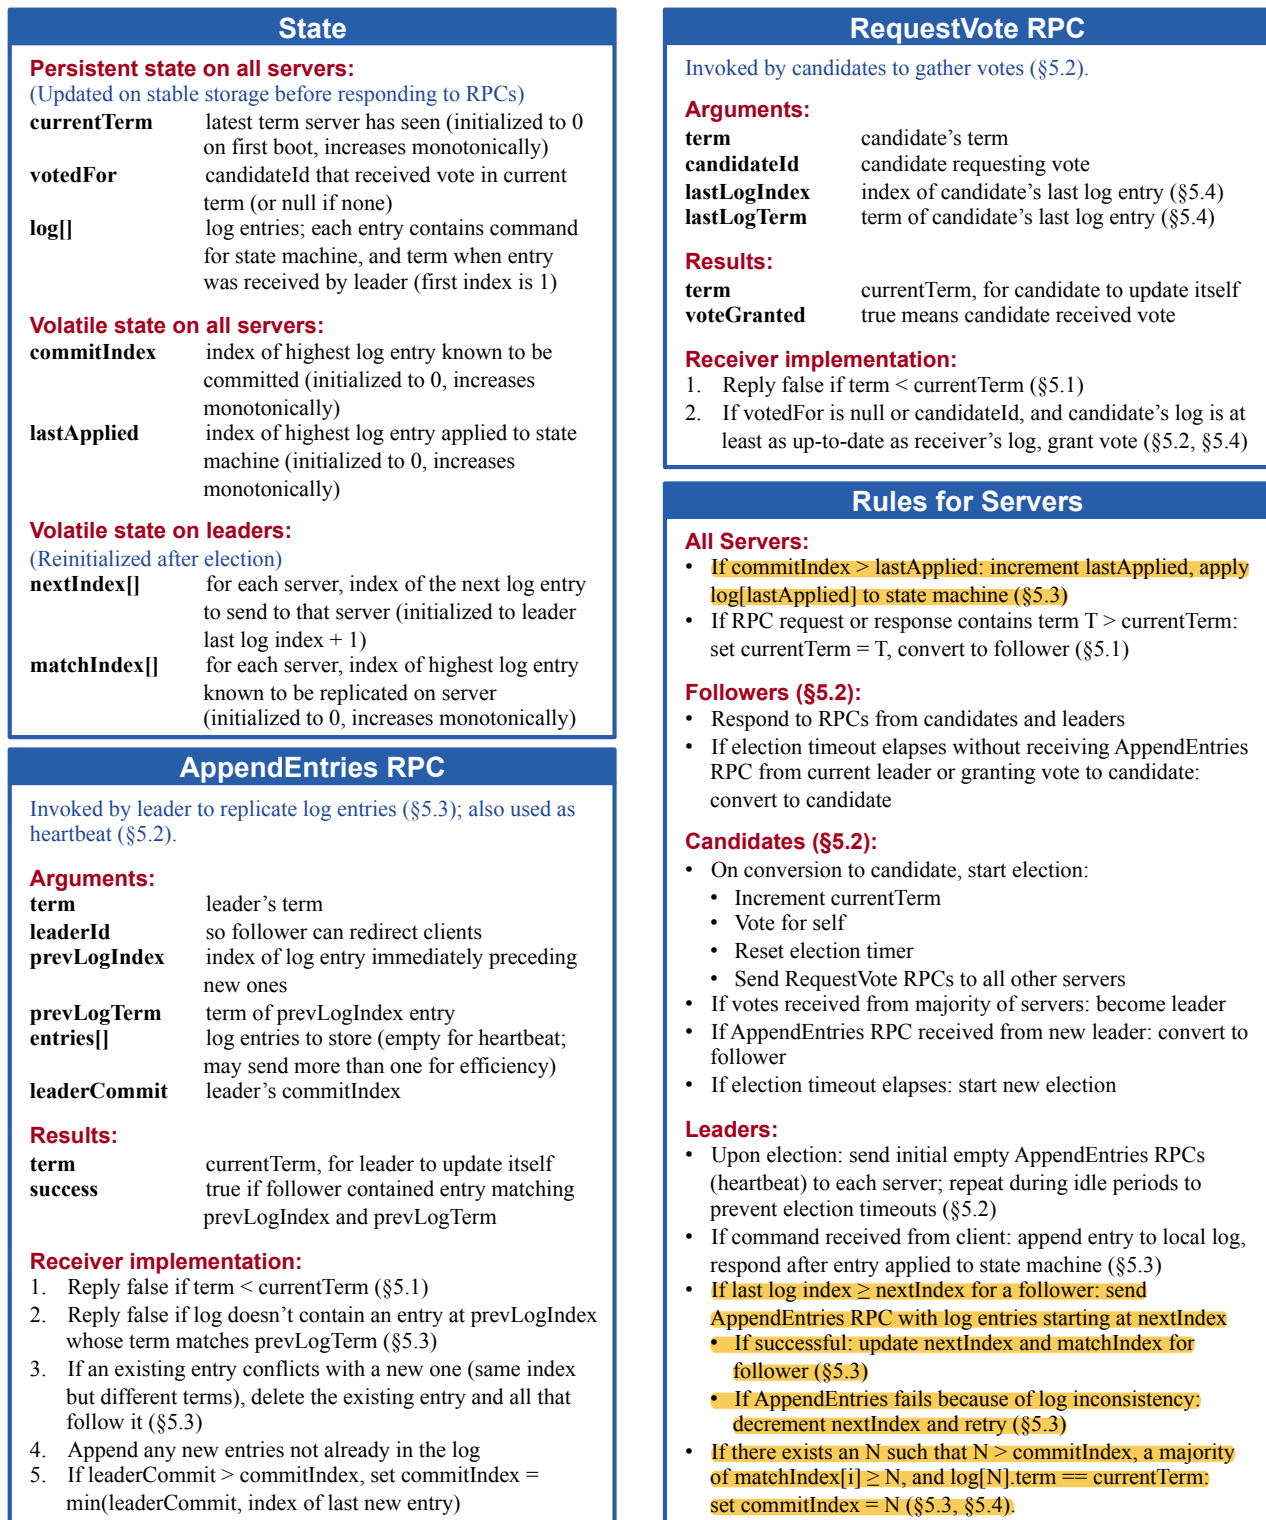 State
Persistent state on all servers:
(Updated on stable storage before responding to RPCs)
currentTerm latest term server has seen (initialized to 0
on first boot, increases monotonically)
votedFor candidateId that received vote in current
term (or null if none)
log[] log entries; each entry contains command
for state machine, and term when entry
was received by leader (first index is 1)
Volatile state on all servers:
commitIndex index of highest log entry known to be
committed (initialized to 0, increases
monotonically)
lastApplied index of highest log entry applied to state
machine (initialized to 0, increases
monotonically)
Volatile state on leaders:
(Reinitialized after election)
nextIndex[] for each server, index of the next log entry
to send to that server (initialized to leader
last log index + 1)
matchIndex[] for each server, index of highest log entry
known to be replicated on server
(initialized to 0, increases monotonically)
AppendEntries RPC
Invoked by leader to replicate log entries (§5.3); also used as
heartbeat (§5.2).
Arguments:
term leader’s term
leaderId so follower can redirect clients
prevLogIndex index of log entry immediately preceding
new ones
prevLogTerm term of prevLogIndex entry
entries[] log entries to store (empty for heartbeat;
may send more than one for efficiency)
leaderCommit leader’s commitIndex
Results:
term currentTerm, for leader to update itself
success true if follower contained entry matching
prevLogIndex and prevLogTerm
Receiver implementation:
1. Reply false if term < currentTerm (§5.1)
2. Reply false if log doesn’t contain an entry at prevLogIndex
whose term matches prevLogTerm (§5.3)
3. If an existing entry conflicts with a new one (same index
but different terms), delete the existing entry and all that
follow it (§5.3)
4. Append any new entries not already in the log
5. If leaderCommit > commitIndex, set commitIndex =
min(leaderCommit, index of last new entry)
RequestVote RPC
Invoked by candidates to gather votes (§5.2).
Arguments:
term candidate’s term
candidateId candidate requesting vote
lastLogIndex index of candidate’s last log entry (§5.4)
lastLogTerm term of candidate’s last log entry (§5.4)
Results:
term currentTerm, for candidate to update itself
voteGranted true means candidate received vote
Receiver implementation:
1. Reply false if term < currentTerm (§5.1)
2. If votedFor is null or candidateId, and candidate’s log is at
least as up-to-date as receiver’s log, grant vote (§5.2, §5.4)
Rules for Servers
All Servers:
• If commitIndex > lastApplied: increment lastApplied, apply
log[lastApplied] to state machine (§5.3)
• If RPC request or response contains term T > currentTerm:
set currentTerm = T, convert to follower (§5.1)
Followers (§5.2):
• Respond to RPCs from candidates and leaders
• If election timeout elapses without receiving AppendEntries
RPC from current leader or granting vote to candidate:
convert to candidate
Candidates (§5.2):
• On conversion to candidate, start election:
• Increment currentTerm
• Vote for self
• Reset election timer
• Send RequestVote RPCs to all other servers
• If votes received from majority of servers: become leader
• If AppendEntries RPC received from new leader: convert to
follower
• If election timeout elapses: start new election
Leaders:
• Upon election: send initial empty AppendEntries RPCs
(heartbeat) to each server; repeat during idle periods to
prevent election timeouts (§5.2)
• If command received from client: append entry to local log,
respond after entry applied to state machine (§5.3)
• If last log index ≥ nextIndex for a follower: send
AppendEntries RPC with log entries starting at nextIndex
• If successful: update nextIndex and matchIndex for
follower (§5.3)
• If AppendEntries fails because of log inconsistency:
decrement nextIndex and retry (§5.3)
• If there exists an N such that N > commitIndex, a majority
of matchIndex[i] ≥ N, and log[N].term == currentTerm:
set commitIndex = N (§5.3, §5.4).